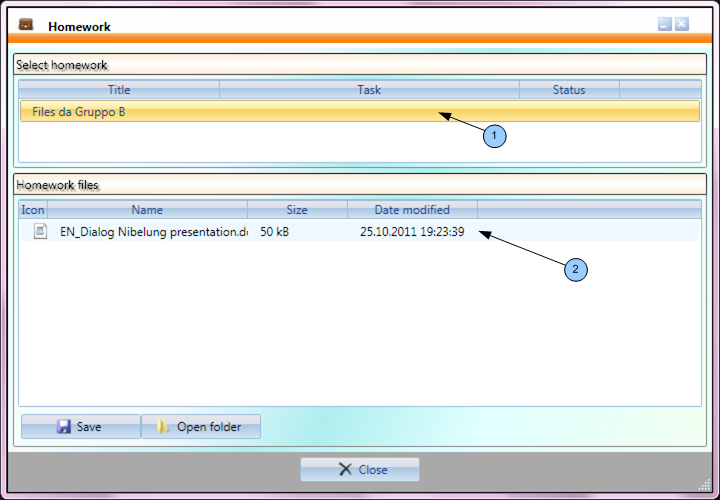 Homework
Select homework
Title Task Status
Files da Gruppo B
1
Homework files
Icon Name Size Date modified
EN_Dialog Nibelung presentation.do 50 kB 25.10.2011 19:23:39
2
Save Open folder
Close